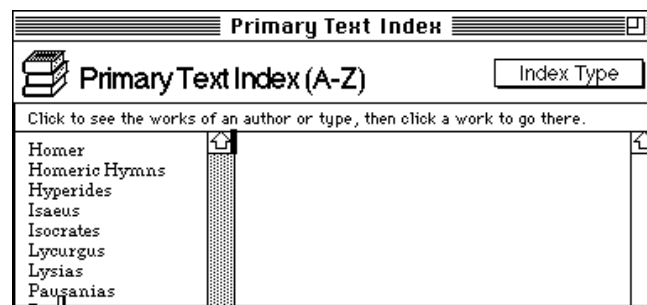 Primary Text Index
Primary Text Index (A-Z)
Index Type
Click to see the works of an author or type, then click a work to go there.
Homer
Homeric Hymns
Hyperides
Isaeus
Isocrates
Lycurgus
Lysias
Pausanias